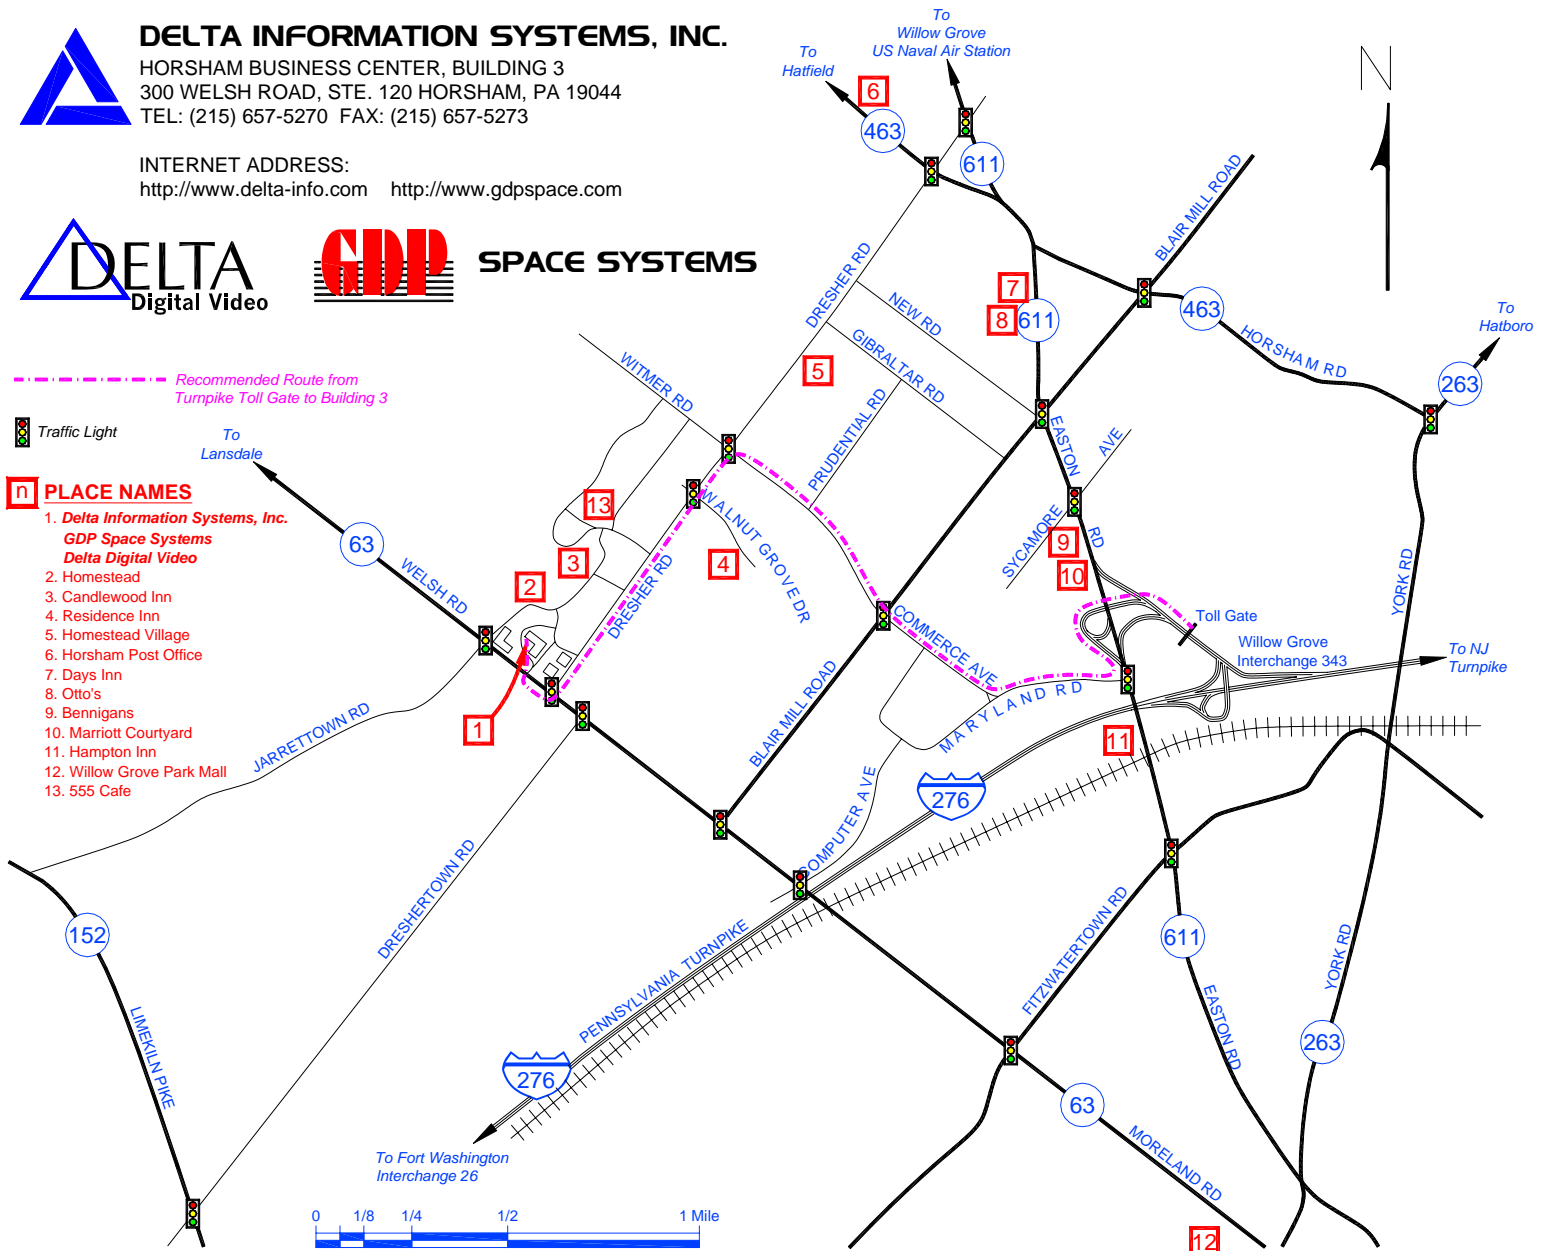 DELTA INFORMATION SYSTEMS, INC.
HORSHAM BUSINESS CENTER, BUILDING 3
300 WELSH ROAD, STE. 120 HORSHAM, PA 19044
TEL: (215) 657-5270 FAX: (215) 657-5273
INTERNET ADDRESS:
http://www.delta-info.com http://www.gdpspace.com
DELTA
Digital Video
GDP
SPACE SYSTEMS
Recommended Route from
Turnpike Toll Gate to Building 3
Traffic Light
n PLACE NAMES
1. Delta Information Systems, Inc.
GDP Space Systems
Delta Digital Video
2. Homestead
3. Candlewood Inn
4. Residence Inn
5. Homestead Village
6. Horsham Post Office
7. Days Inn
8. Otto's
9. Bennigans
10. Marriott Courtyard
11. Hampton Inn
12. Willow Grove Park Mall
13. 555 Cafe
To
Hatfield
To
Willow Grove
US Naval Air Station
N
6
463
611
BLAIR MILL ROAD
DRESHER RD
NEW RD
7
8
611
463
HORSHAM RD
To
Hatboro
263
GIBRALTAR RD
5
WITMER RD
PRUDENTIAL RD
EASTON
AVE
To
Lansdale
63
WELSH RD
13
WALNUT GROVE DR
3
4
2
DRESHER RD
SYCAMORE
RD
9
10
YORK RD
COMMERCE AVE
Toll Gate
Willow Grove
Interchange 343
To NJ
Turnpike
1
JARRETTOWN RD
BLAIR MILL ROAD
MARYLAND RD
11
276
COMPUTER AVE
DRESHERTOWN RD
152
LIMEKILN PIKE
PENNSYLVANIA TURNPIKE
FITZWATERTOWN RD
611
EASTON RD
YORK RD
263
276
63
MORELAND RD
To Fort Washington
Interchange 26
12
0 1/8 1/4 1/2 1 Mile